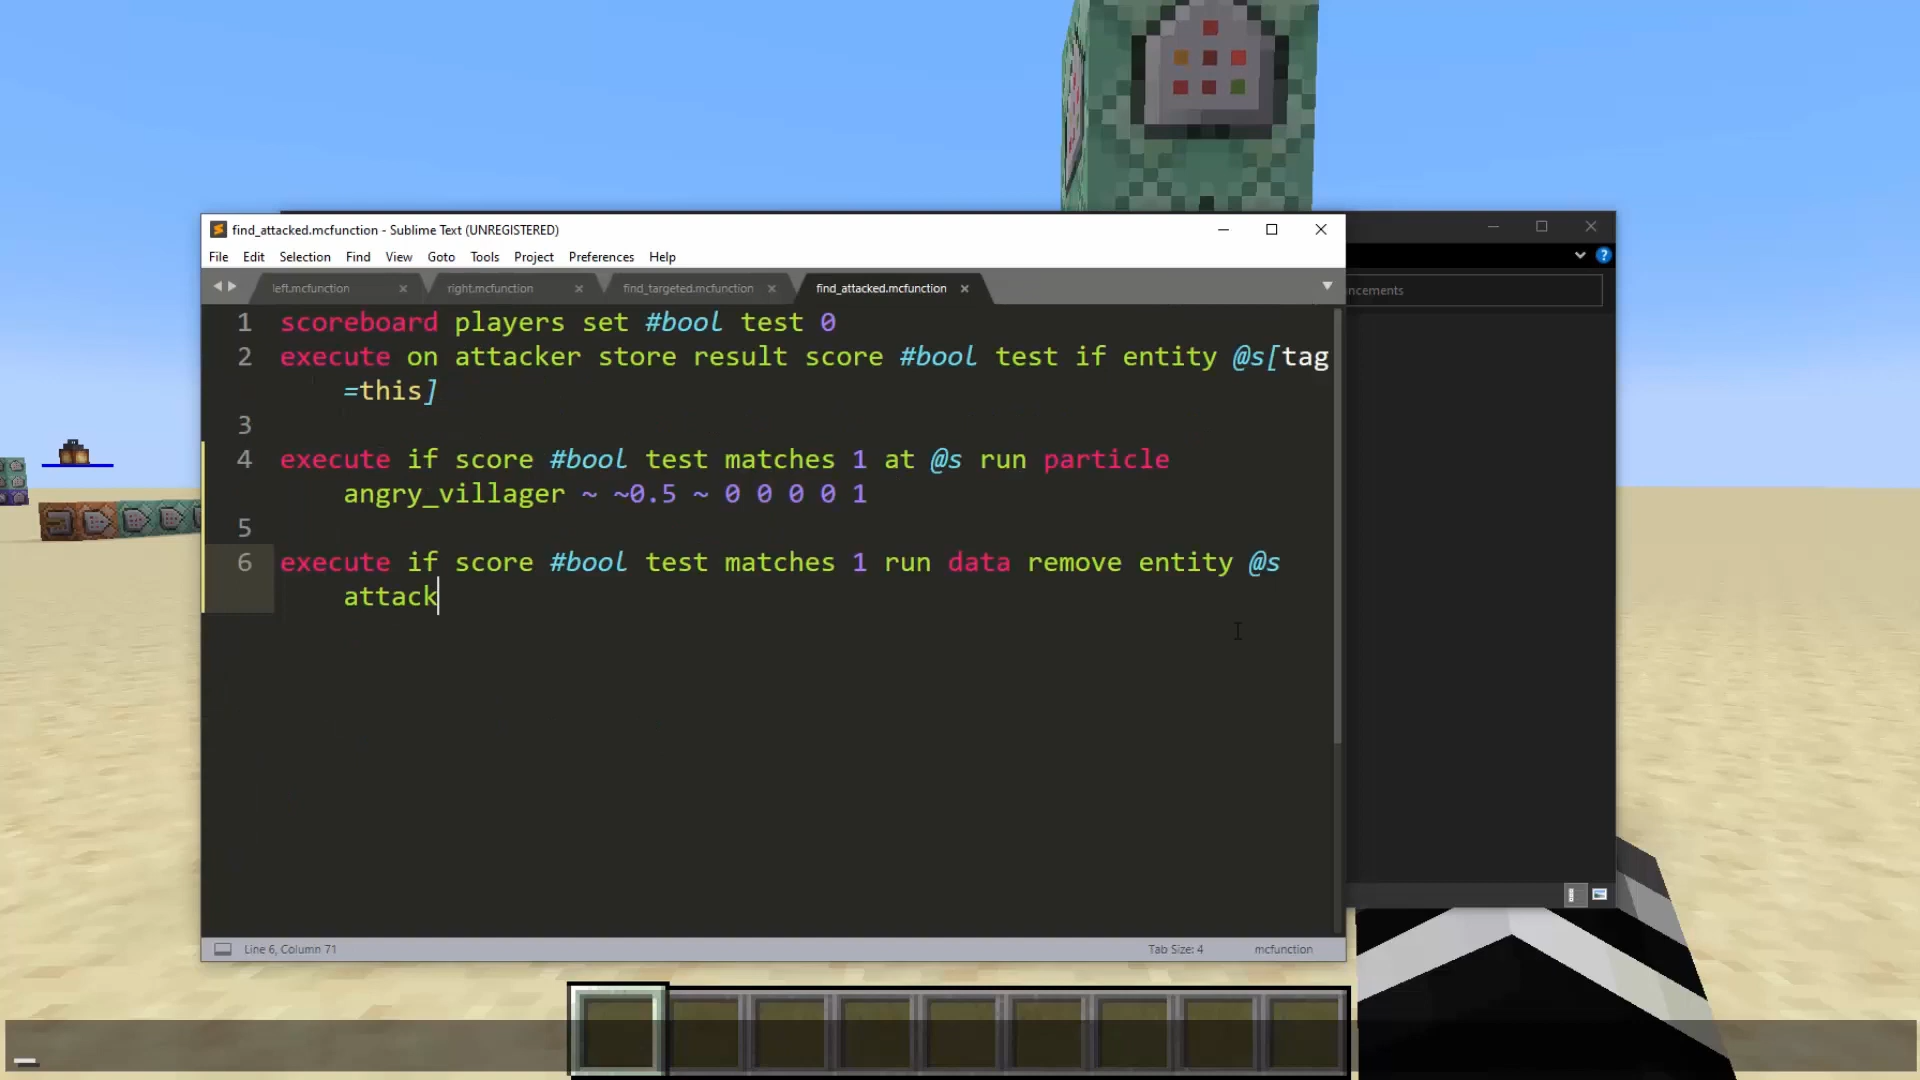 find_attacked.mcfunction - Sublime Text (UNREGISTERED)
File Edit Selection Find View Goto Tools Project Preferences Help
left.mcfunction right.mcfunction find_targeted.mcfunction find_attacked.mcfunction
ncements
1 scoreboard players set #bool test 0
2 execute on attacker store result score #bool test if entity @s[tag
=this]
3
4 execute if score #bool test matches 1 at @s run particle
angry_villager ~ ~0.5 ~ 0 0 0 0 1
5
6 execute if score #bool test matches 1 run data remove entity @s
attack
Line 6, Column 71 Tab Size: 4 mcfunction